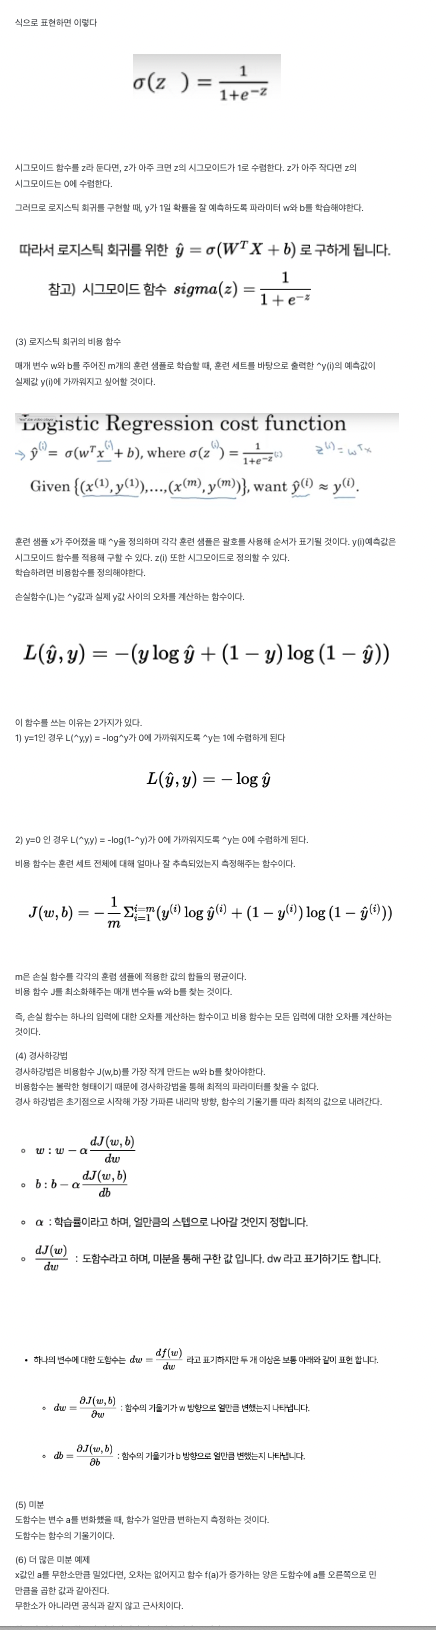 식으로 표현하면 이렇다
σ(z ) = 1/1+e^-z
시그모이드 함수를 z라 둔다면, z가 아주 크면 z의 시그모이드가 1로 수렴한다. z가 아주 작다면 z의
시그모이드는 0에 수렴한다.
그러므로 로지스틱 회귀를 구현할 때, y가 1일 확률을 잘 예측하도록 파라미터 w와 b를 학습해야한다.
따라서 로지스틱 회귀를 위한 ŷ = σ(W^T X + b) 로 구하게 됩니다.
참고) 시그모이드 함수 sigma(z) = 1/1 + e^-z
(3) 로지스틱 회귀의 비용 함수
매개 변수 w와 b를 주어진 m개의 훈련 샘플로 학습할 때, 훈련 세트를 바탕으로 출력한 ^y(i)의 예측값이
실제값 y(i)에 가까워지고 싶어할 것이다.
Logistic Regression cost function
→ ŷ^(i) = σ(w^T x^(i) + b), where σ(z^(i)) = 1/1+e^-z^(i) z^(i) = w^T x
Given {(x^(1), y^(1)),...,(x^(m), y^(m))}, want ŷ^(i) ≈ y^(i).
훈련 샘플 x가 주어졌을 때 ^y을 정의하며 각각 훈련 샘플은 괄호를 사용해 순서가 표기될 것이다. y(i)예측값은
시그모이드 함수를 적용해 구할 수 있다. z(i) 또한 시그모이드로 정의할 수 있다.
학습하려면 비용함수를 정의해야한다.
손실함수(L)는 ^y값과 실제 y값 사이의 오차를 계산하는 함수이다.
L(ŷ, y) = −(y log ŷ + (1 − y) log (1 − ŷ))
이 함수를 쓰는 이유는 2가지가 있다.
1) y=1인 경우 L(^y,y) = -log^y가 0에 가까워지도록 ^y는 1에 수렴하게 된다
L(ŷ, y) = − log ŷ
2) y=0 인 경우 L(^y,y) = -log(1-^y)가 0에 가까워지도록 ^y는 0에 수렴하게 된다.
비용 함수는 훈련 세트 전체에 대해 얼마나 잘 추측되었는지 측정해주는 함수이다.
J(w, b) = −1/m Σ_{i=1}^{i=m}(y^(i) log ŷ^(i) + (1 − y^(i)) log (1 − ŷ^(i)))
m은 손실 함수를 각각의 훈렴 샘플에 적용한 값의 합들의 평균이다.
비용 함수 J를 최소화해주는 매개 변수들 w와 b를 찾는 것이다.
즉, 손실 함수는 하나의 입력에 대한 오차를 계산하는 함수이고 비용 함수는 모든 입력에 대한 오차를 계산하는
것이다.
(4) 경사하강법
경사하강법은 비용함수 J(w,b)를 가장 작게 만드는 w와 b를 찾아야한다.
비용함수는 볼락한 형태이기 때문에 경사하강법을 통해 최적의 파라미터를 찾을 수 없다.
경사 하강법은 초기점으로 시작해 가장 가파른 내리막 방향, 함수의 기울기를 따라 최적의 값으로 내려간다.
w : w − α dJ(w, b)/dw
b : b − α dJ(w, b)/db
α : 학습률이라고 하며, 얼만큼의 스텝으로 나아갈 것인지 정합니다.
dJ(w)/dw : 도함수라고 하며, 미분을 통해 구한 값 입니다. dw 라고 표기하기도 합니다.
하나의 변수에 대한 도함수는 dw = df(w)/dw 라고 표기하지만 두 개 이상은 보통 아래와 같이 표현 합니다.
dw = ∂J(w, b)/∂w : 함수의 기울기가 w 방향으로 얼만큼 변했는지 나타냅니다.
db = ∂J(w, b)/∂b : 함수의 기울기가 b 방향으로 얼만큼 변했는지 나타냅니다.
(5) 미분
도함수는 변수 a를 변화했을 때, 함수가 얼만큼 변하는지 측정하는 것이다.
도함수는 함수의 기울기이다.
(6) 더 많은 미분 예제
x값인 a를 무한소만큼 밀었다면, 오차는 없어지고 함수 f(a)가 증가하는 양은 도함수에 a를 오른쪽으로 민
만큼을 곱한 값과 같아진다.
무한소가 아니라면 공식과 같지 않고 근사치이다.